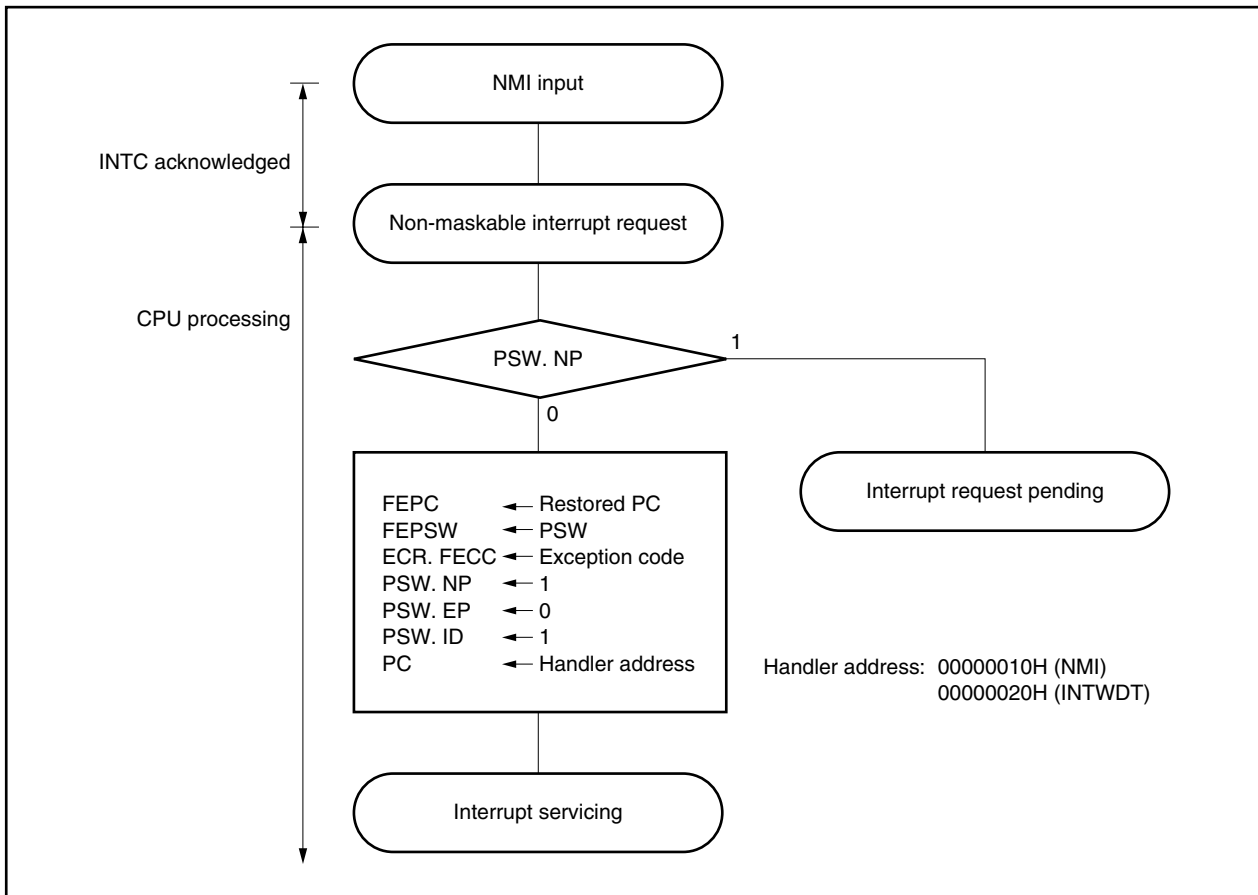 NMI input
INTC acknowledged
Non-maskable interrupt request
CPU processing
PSW. NP
1
0
Interrupt request pending
FEPC ← Restored PC
FEPSW ← PSW
ECR. FECC ← Exception code
PSW. NP ← 1
PSW. EP ← 0
PSW. ID ← 1
PC ← Handler address
Handler address: 00000010H (NMI)
00000020H (INTWDT)
Interrupt servicing